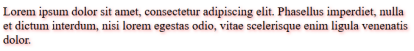 Lorem ipsum dolor sit amet, consectetur adipiscing elit. Phasellus imperdiet, nulla
et dictum interdum, nisi lorem egestas odio, vitae scelerisque enim ligula venenatis
dolor.